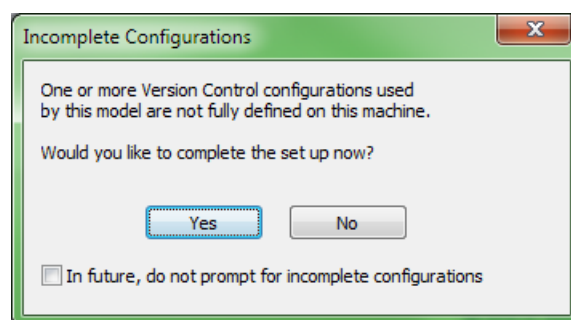 Incomplete Configurations
One or more Version Control configurations used
by this model are not fully defined on this machine.
Would you like to complete the set up now?
Yes
No
In future, do not prompt for incomplete configurations